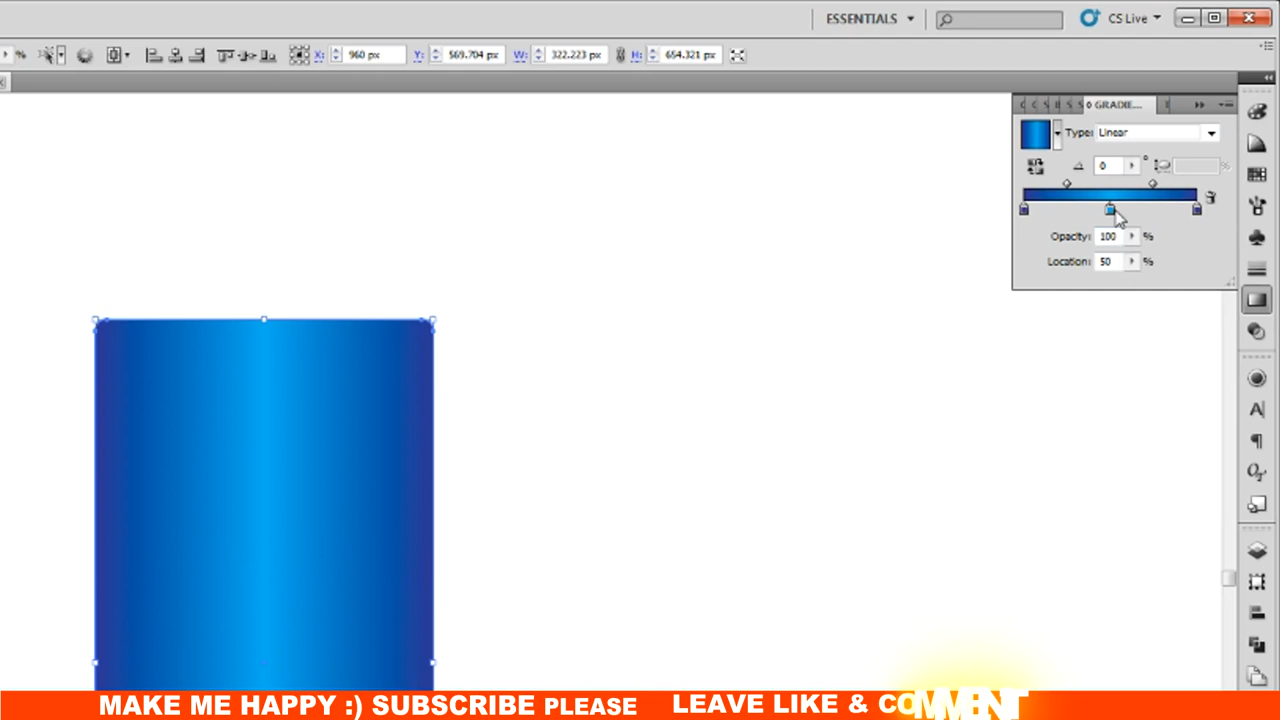 ESSENTIALS CS Live
% X: 960 px Y: 569.704 px W: 322.223 px H: 654.321 px
GRADIE...
Type: Linear
0 °
%
Opacity: 100 %
Location: 50 %
MAKE ME HAPPY :) SUBSCRIBE PLEASE LEAVE LIKE & COMMENT